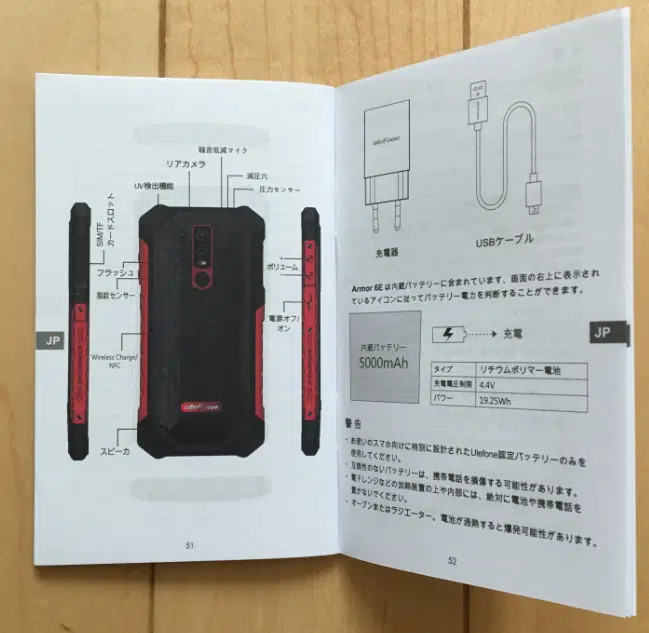 騒音低減マイク
リアカメラ
減圧穴
UV検出機能
圧力センサー
SIM/TF
カードスロット
フラッシュ
ボリューム
指紋センサー
電源オフ/
オン
JP
Wireless Charge/
NFC
スピーカ
51
ulefone
充電器
USBケーブル
Armor 6E は内蔵バッテリーに含まれています、画面の右上に表示され
ているアイコンに従ってバッテリー電力を判断することができます。
内蔵バッテリー
5000mAh
充電
JP
タイプ リチウムポリマー電池
充電電圧制限 4.4V
パワー 19.25Wh
警告
・お使いのスマホ向けに特別に設計されたUlefone認定バッテリーのみを
使用してください。
・互換性のないバッテリーは、携帯電話を損傷する可能性があります。
・電子レンジなどの加熱装置の上や内部には、絶対に電池や携帯電話を
置かないでください。
・オーブンまたはラジエーター。電池が過熱すると爆発可能性があります。
52